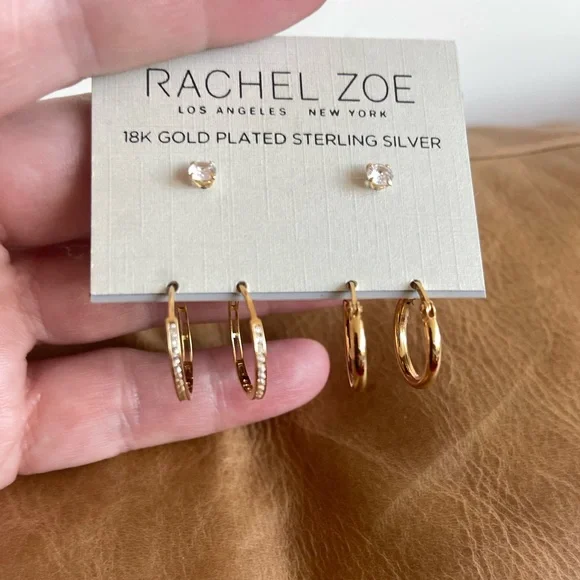 RACHEL ZOE
LOS ANGELES NEW YORK
18K GOLD PLATED STERLING SILVER